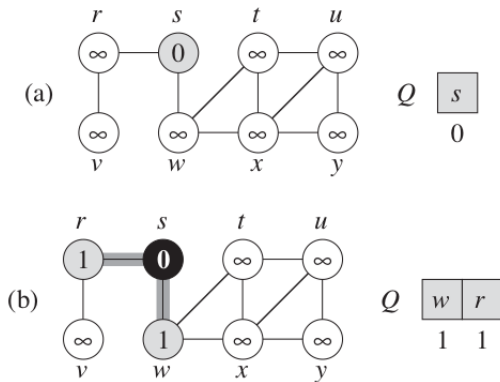 r s t u
∞ 0 ∞ ∞
(a) Q s
∞ ∞ ∞ ∞ 0
v w x y
r s t u
1 0 ∞ ∞
(b) Q w r
∞ 1 ∞ ∞ 1 1
v w x y